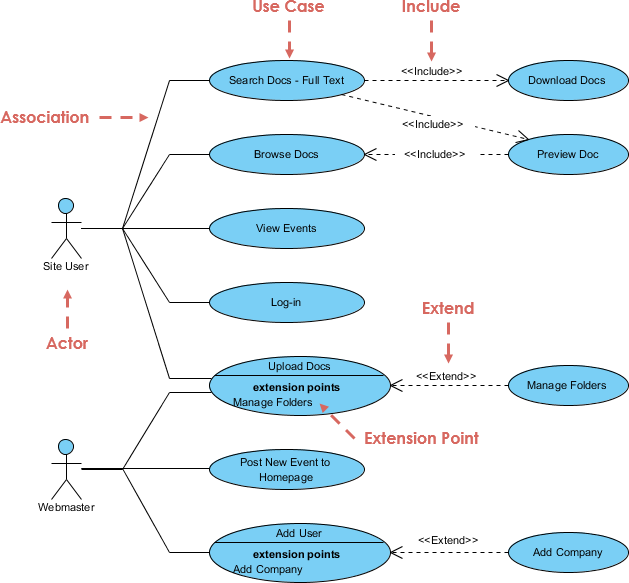 Use Case
Include
Search Docs - Full Text
<<Include>>
Download Docs
Association
<<Include>>
Browse Docs
<<Include>>
Preview Doc
View Events
Site User
Log-in
Actor
Extend
Upload Docs
extension points
Manage Folders
<<Extend>>
Manage Folders
Extension Point
Webmaster
Post New Event to
Homepage
Add User
extension points
Add Company
<<Extend>>
Add Company